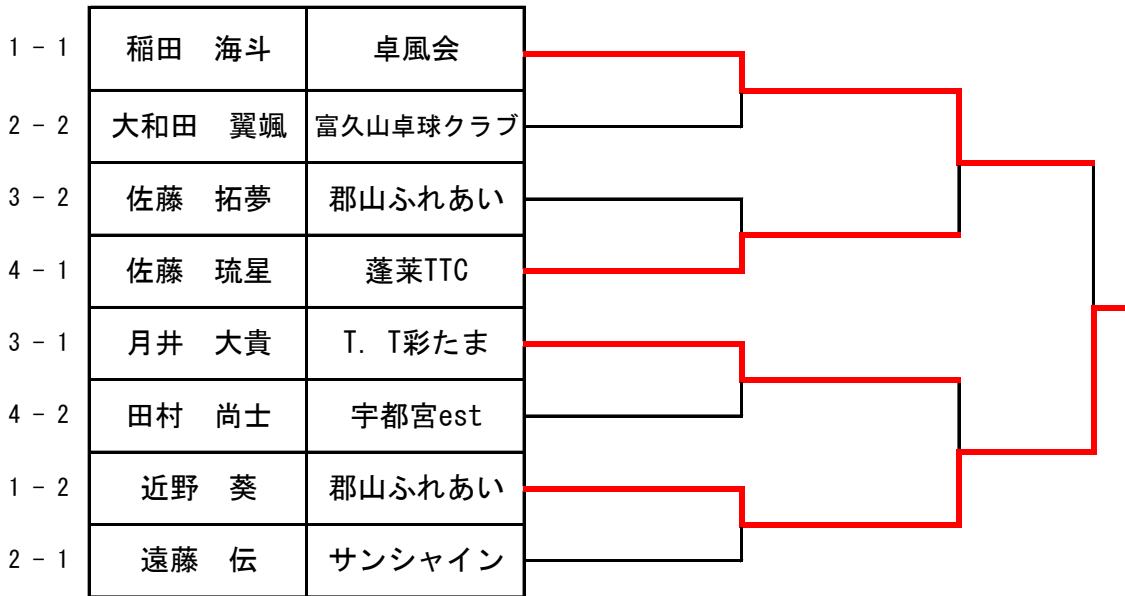 1 - 1 稲田 海斗 卓風会
2 - 2 大和田 翼颯 富久山卓球クラブ
3 - 2 佐藤 拓夢 郡山ふれあい
4 - 1 佐藤 琉星 蓬莱TTC
3 - 1 月井 大貴 T. T彩たま
4 - 2 田村 尚士 宇都宮est
1 - 2 近野 葵 郡山ふれあい
2 - 1 遠藤 伝 サンシャイン